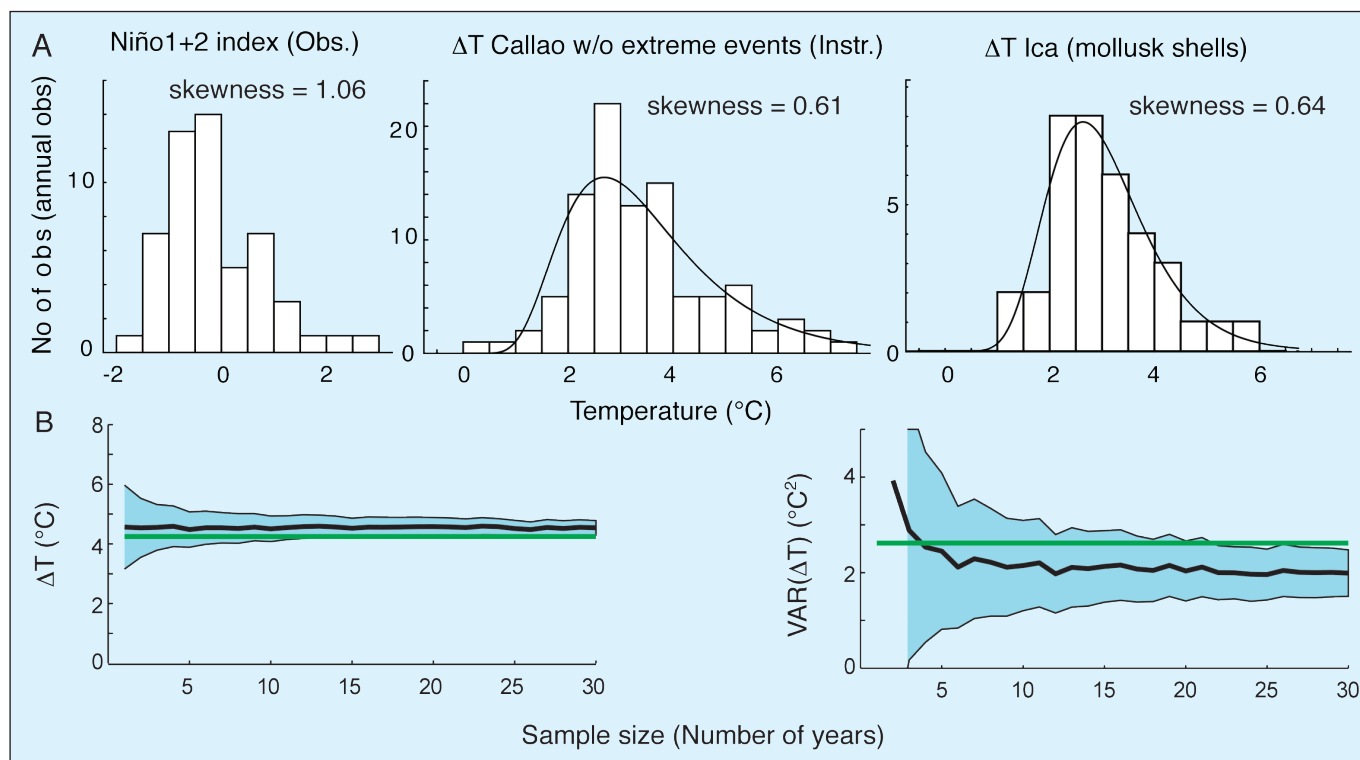 A
Niño1+2 index (Obs.)
ΔT Callao w/o extreme events (Instr.)
ΔT Ica (mollusk shells)
skewness = 1.06
skewness = 0.61
skewness = 0.64
No of obs (annual obs)
10
0
-2 0 2
20
10
0
0 2 4 6
5
0
0 2 4 6
Temperature (°C)
B
ΔT (°C)
8
6
4
2
0
5 10 15 20 25 30
VAR(ΔT) (°C²)
4
2
0
5 10 15 20 25 30
Sample size (Number of years)